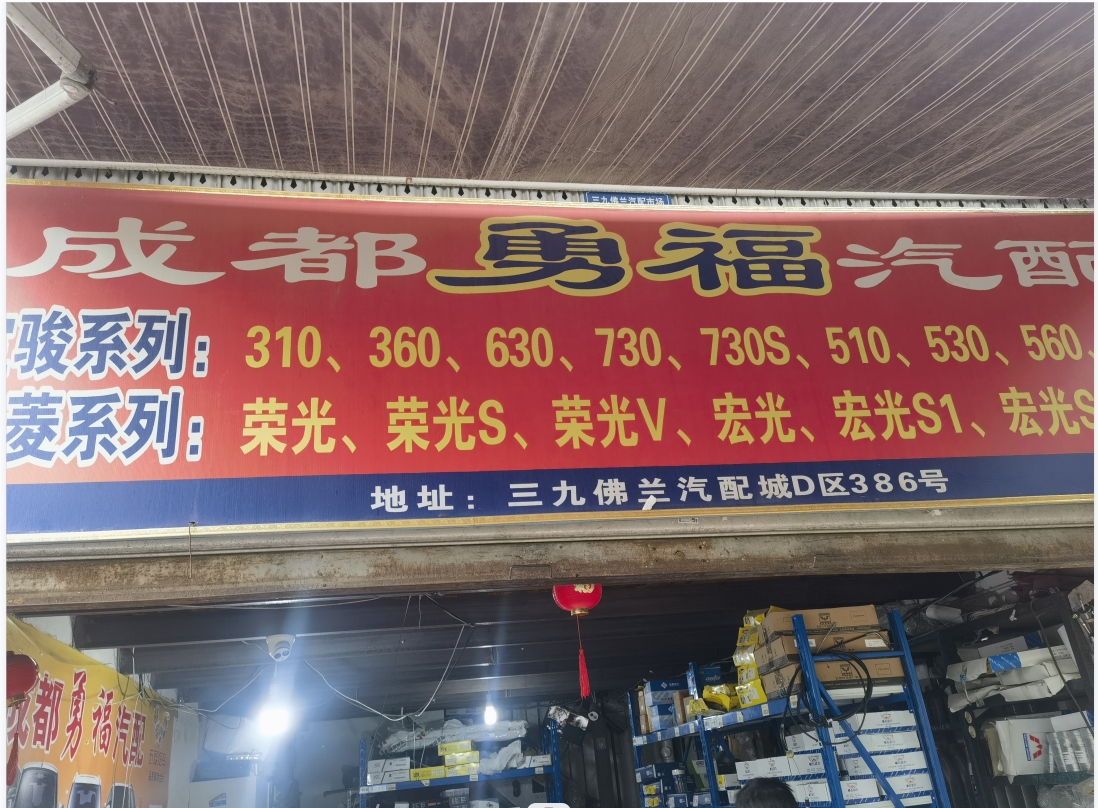 三九佛兰汽配市场
成都勇福汽配
骏系列：310、360、630、730、730S、510、530、560、
菱系列：荣光、荣光S、荣光V、宏光、宏光S1、宏光S
地址：三九佛兰汽配城D区386号
福
成都勇福汽配